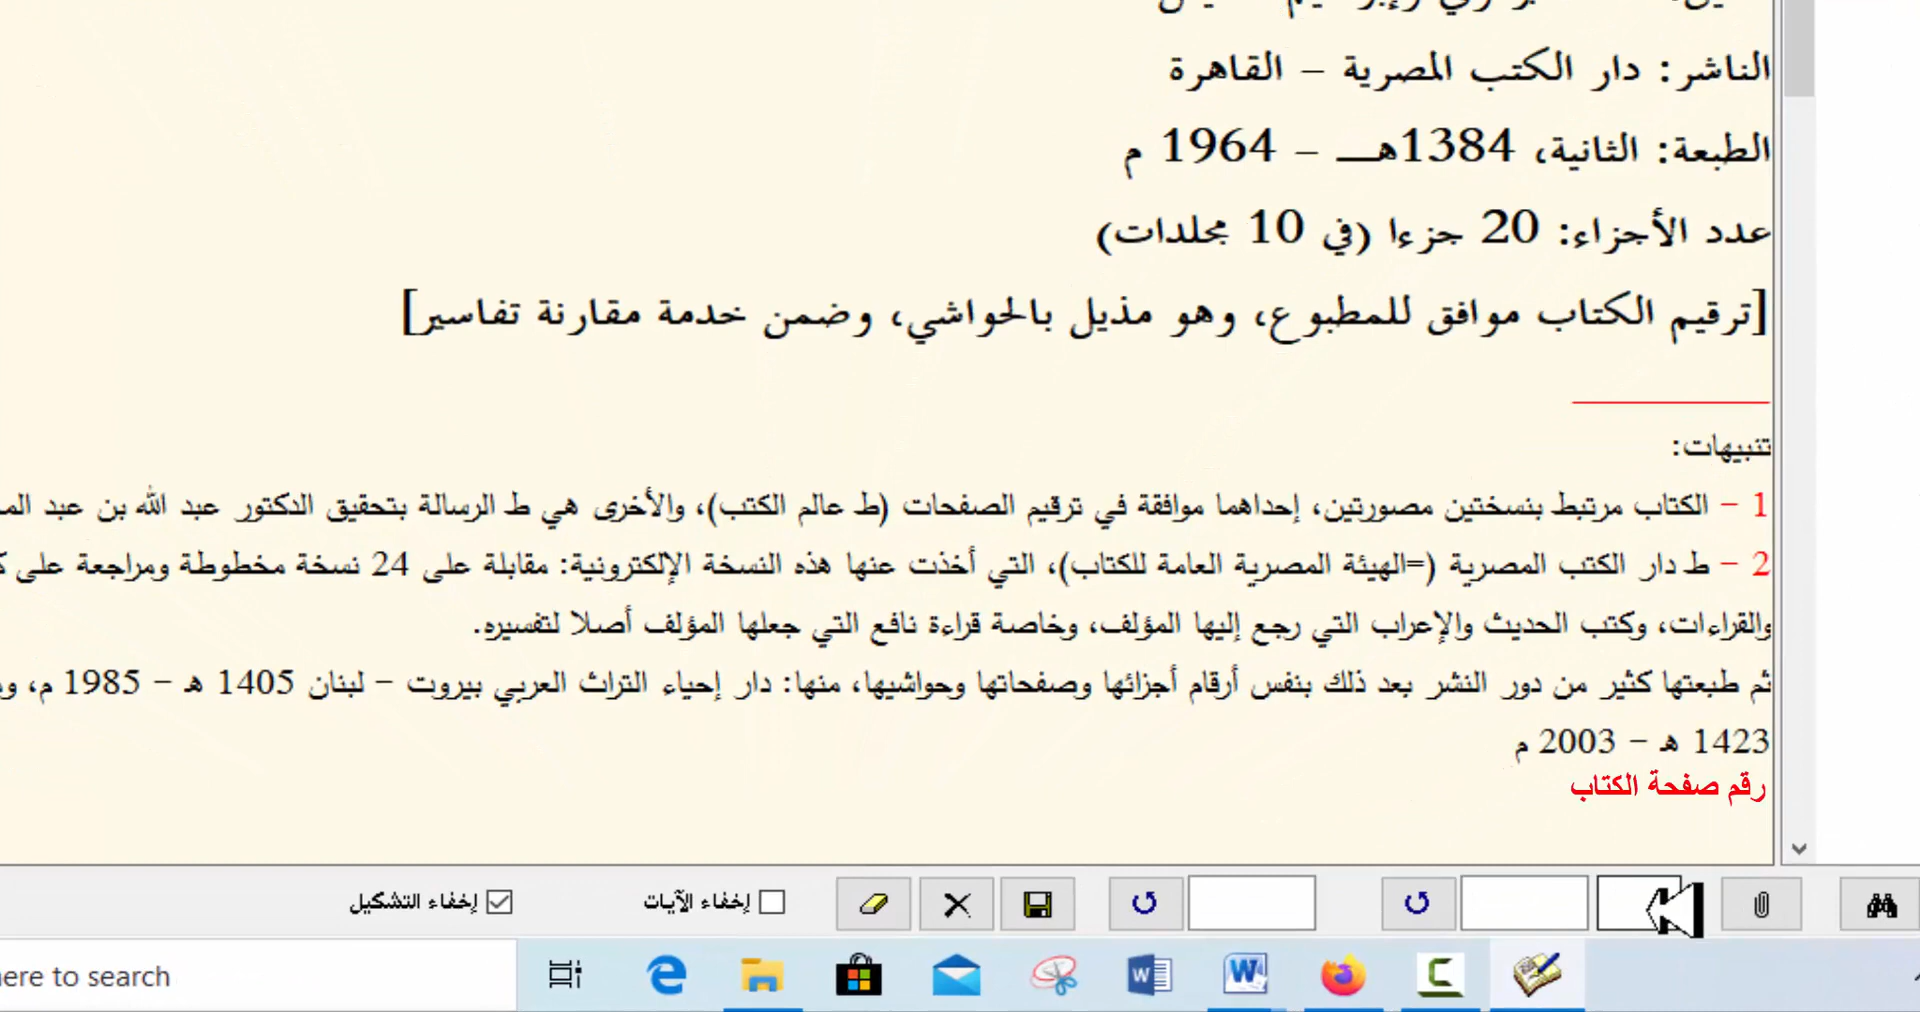 الناشر: دار الكتب المصرية – القاهرة
الطبعة: الثانية، 1384هـ – 1964 م
عدد الأجزاء: 20 جزءا (في 10 مجلدات)
[ترقيم الكتاب موافق للمطبوع، وهو مذيل بالحواشي، وضمن خدمة مقارنة تفاسير]
تنبيهات:
1 – الكتاب مرتبط بنسختين مصورتين، إحداهما موافقة في ترقيم الصفحات (ط عالم الكتب)، والأخرى هي ط الرسالة بتحقيق الدكتور عبد الله بن عبد
2 – ط دار الكتب المصرية (=الهيئة المصرية العامة للكتاب)، التي أخذت عنها هذه النسخة الإلكترونية: مقابلة على 24 نسخة مخطوطة ومراجعة على
والقراءات، وكتب الحديث والإعراب التي رجع إليها المؤلف، وخاصة قراءة نافع التي جعلها المؤلف أصلا لتفسيره.
ثم طبعتها كثير من دور النشر بعد ذلك بنفس أرقام أجزائها وصفحاتها وحواشيها، منها: دار إحياء التراث العربي بيروت – لبنان 1405 هـ – 1985 م،
1423 هـ – 2003 م
رقم صفحة الكتاب
إخفاء الآيات
إخفاء التشكيل
here to search